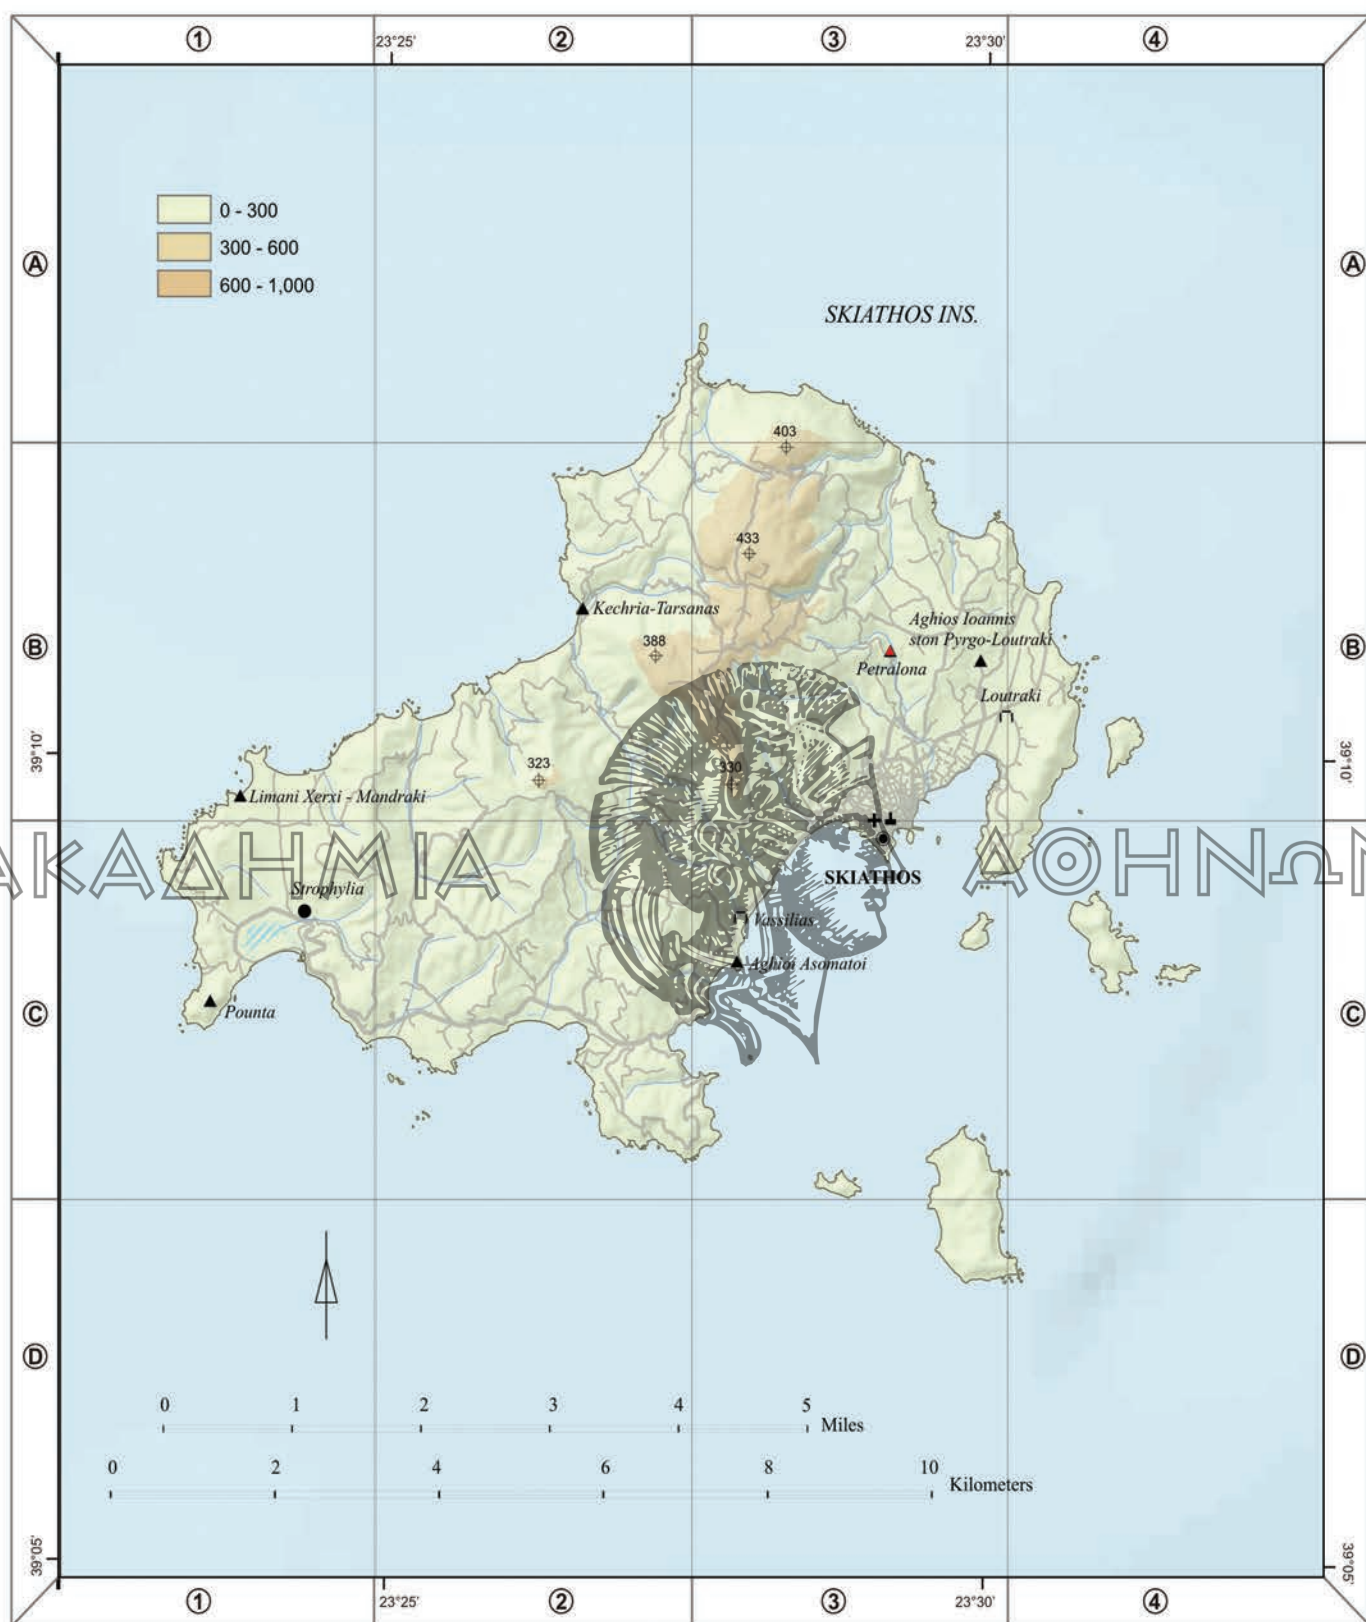 ① ② ③ ④
23°25' 23°30'
0 - 300
300 - 600
600 - 1,000
Ⓐ Ⓐ
SKIATHOS INS.
403
433
Kechria-Tarsanas
Aghios Ioannis
ston Pyrgo-Loutraki
388
Ⓑ Ⓑ
Petralona
Loutraki
39°10' 39°10'
323
330
Limani Xerxi - Mandraki
ΑΚΑΔΗΜΙΑ ΑΘΗΝΩΝ
SKIATHOS
Strophylia
Vassilias
Aghioi Asomatoi
Pounta
Ⓒ Ⓒ
Ⓓ Ⓓ
0 1 2 3 4 5 Miles
0 2 4 6 8 10 Kilometers
39°05' 39°05'
23°25' 23°30'
① ② ③ ④